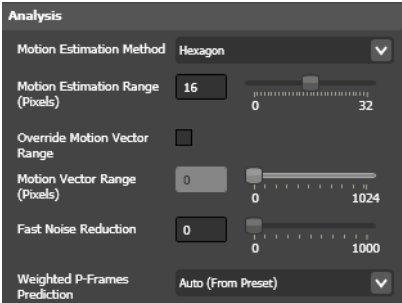 Analysis
Motion Estimation Method
Hexagon
Motion Estimation Range
(Pixels)
16
0
32
Override Motion Vector
Range
Motion Vector Range
(Pixels)
0
0
1024
Fast Noise Reduction
0
0
1000
Weighted P-Frames
Prediction
Auto (From Preset)